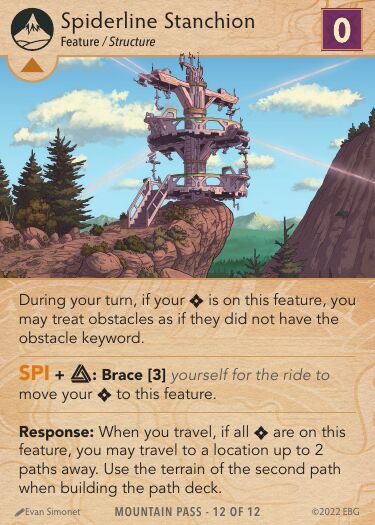 Spiderline Stanchion
Feature / Structure
0
During your turn, if your is on this feature, you
may treat obstacles as if they did not have the
obstacle keyword.
SPI + : Brace [3] yourself for the ride to
move your to this feature.
Response: When you travel, if all are on this
feature, you may travel to a location up to 2
paths away. Use the terrain of the second path
when building the path deck.
Evan Simonet
MOUNTAIN PASS - 12 OF 12
©2022 EBG